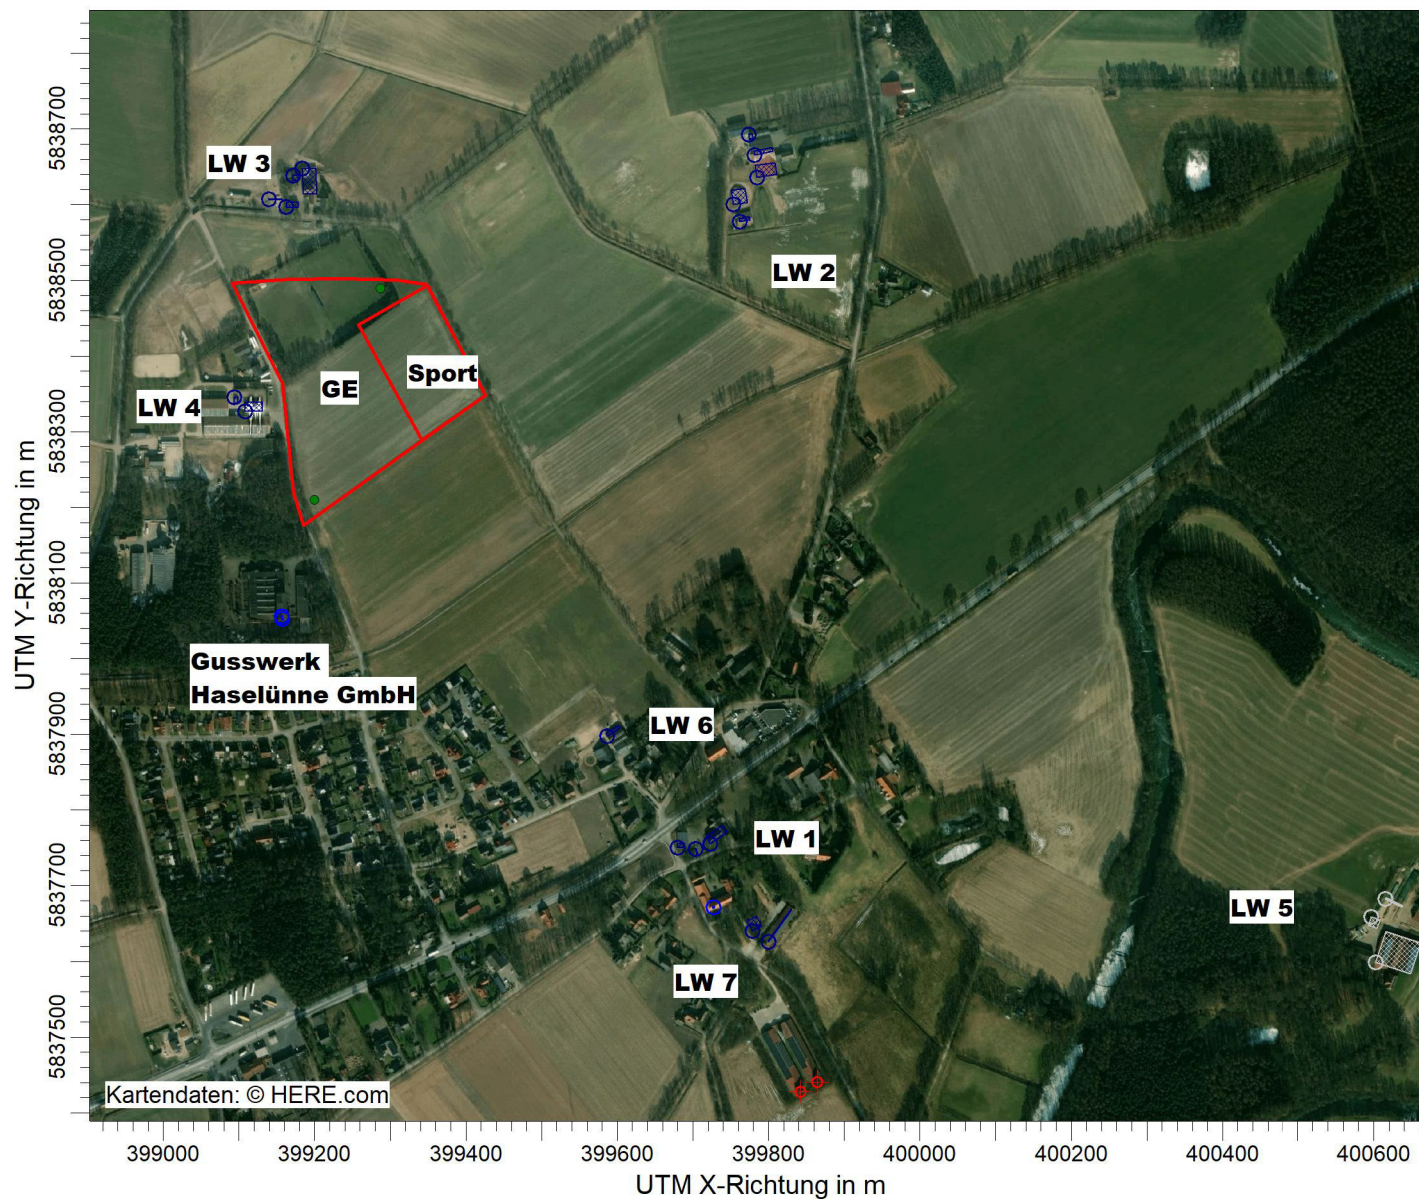 5838700
5838500
5838300
5838100
5837900
5837700
5837500
UTM Y-Richtung in m
LW 3
LW 2
GE
Sport
LW 4
Gusswerk
Haselünne GmbH
LW 6
LW 1
LW 5
LW 7
Kartendaten: © HERE.com
399000
399200
399400
399600
399800
400000
400200
400400
400600
UTM X-Richtung in m